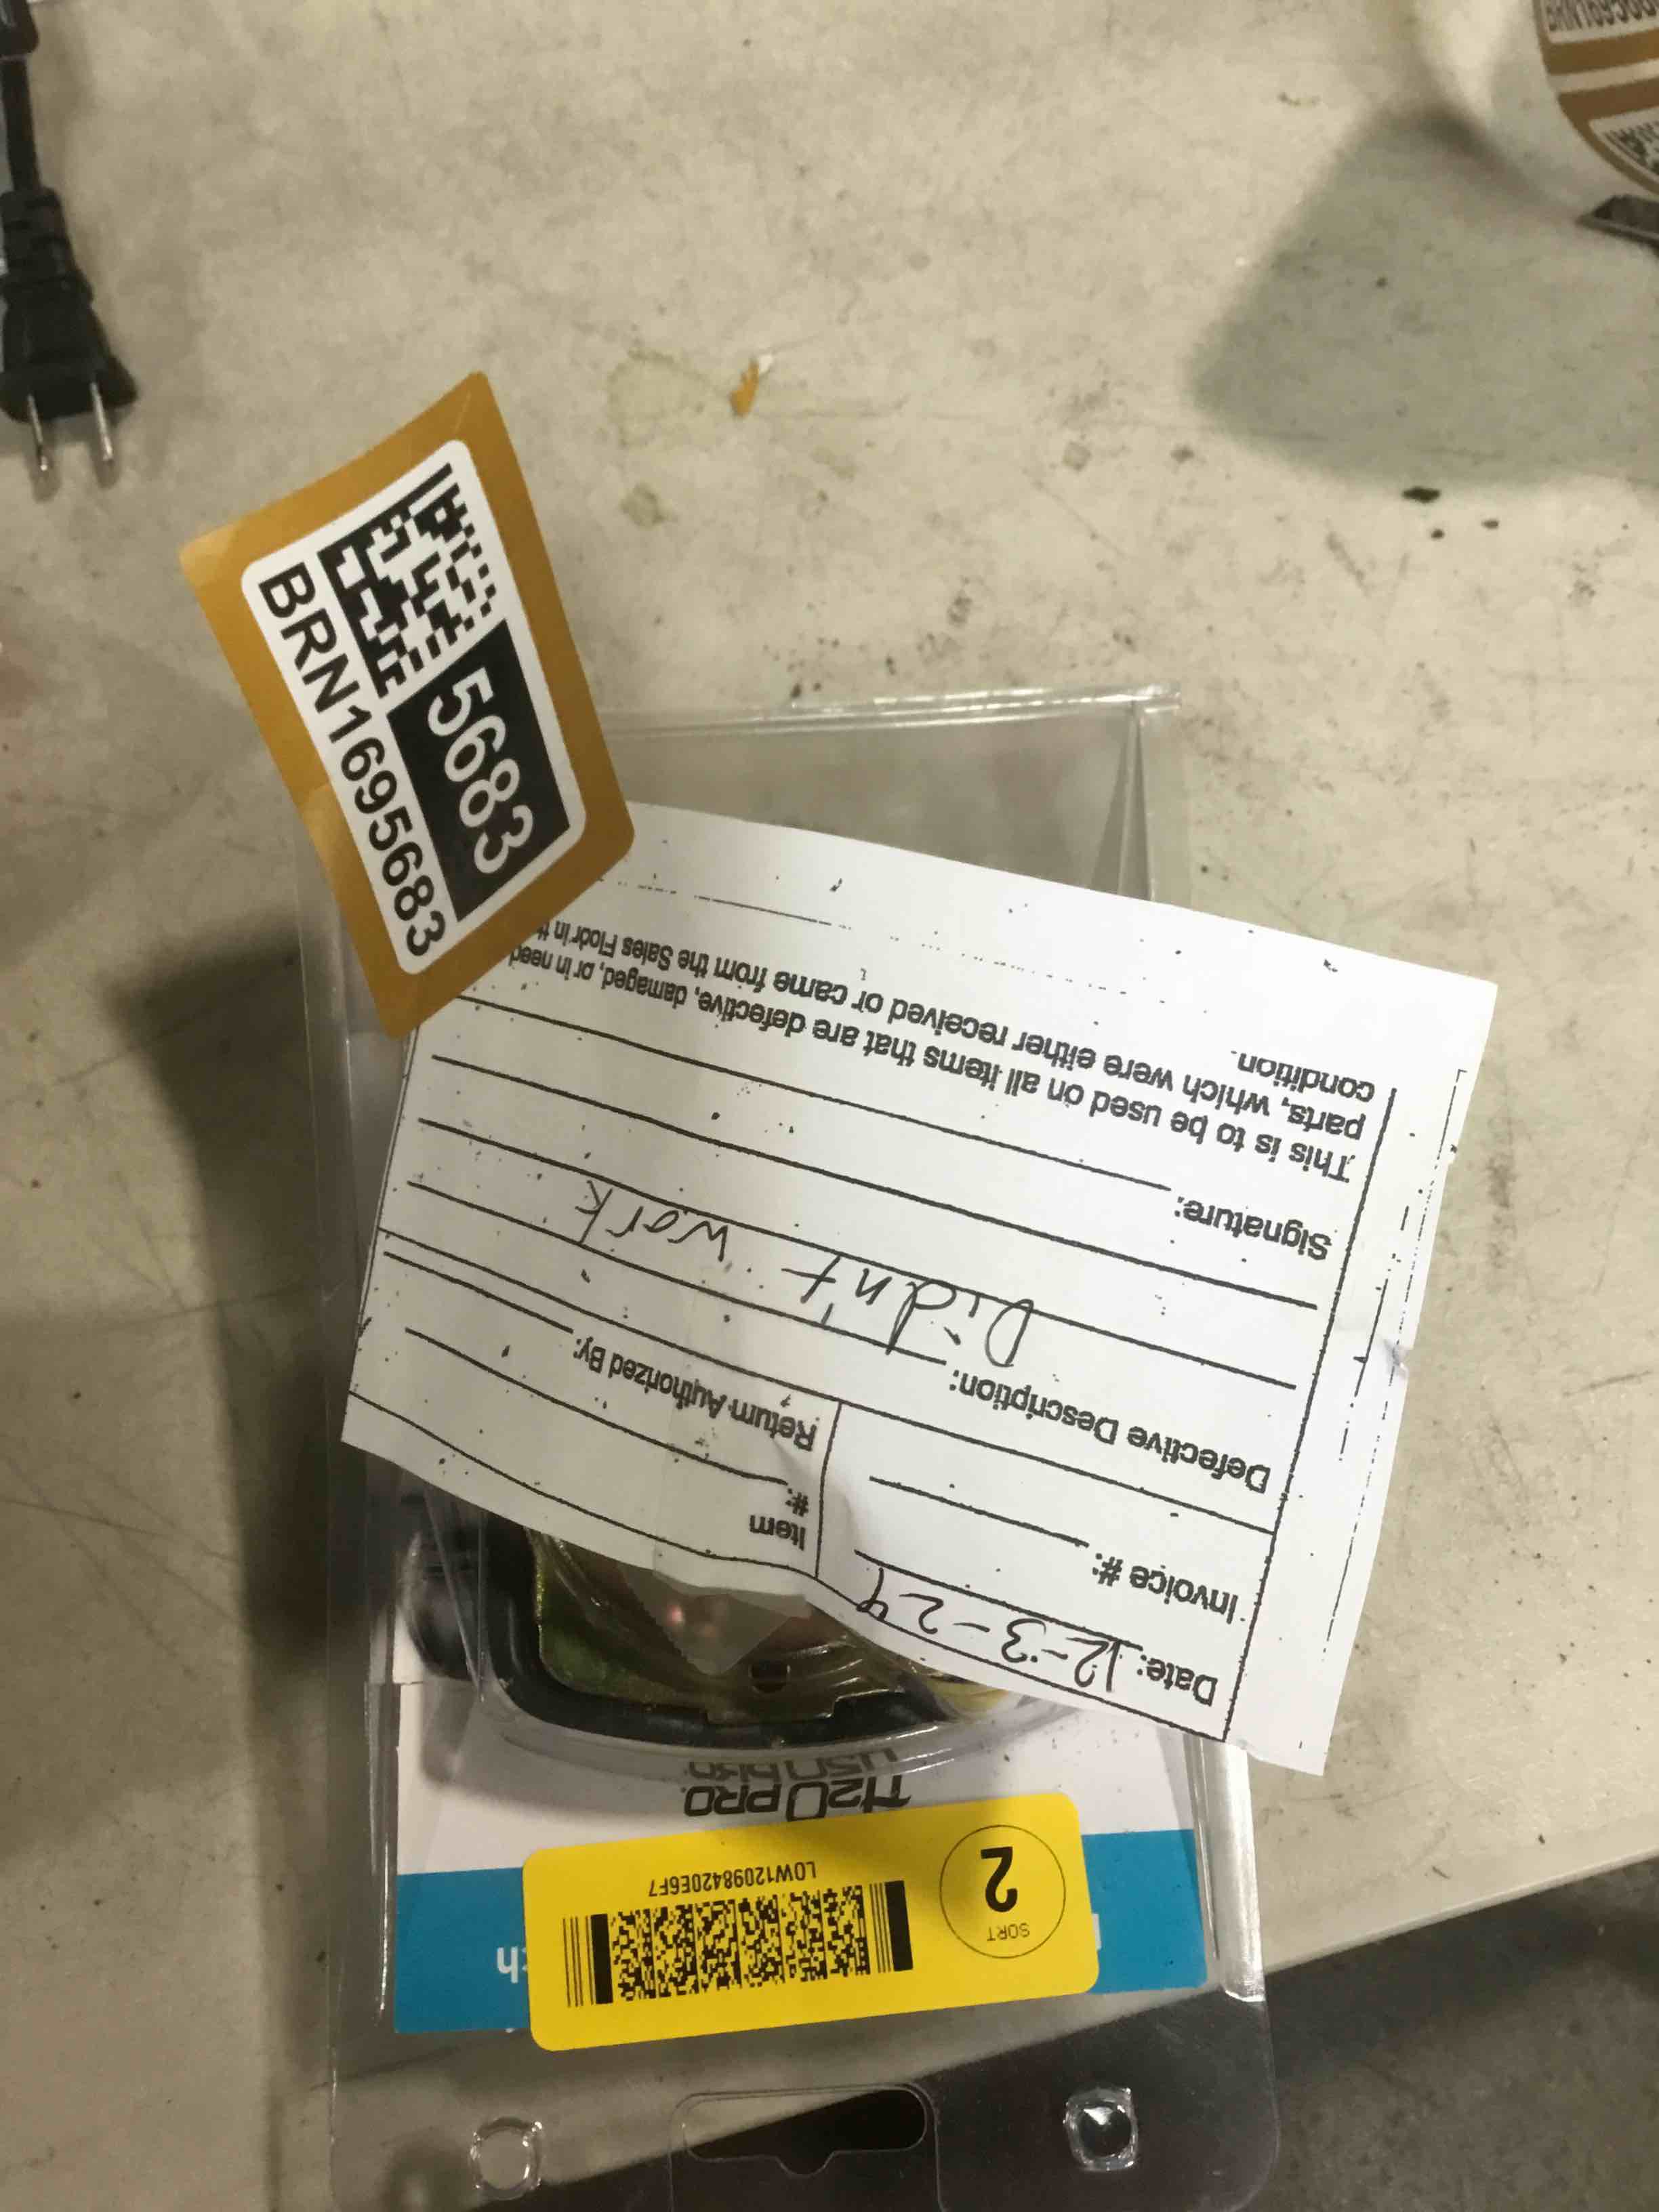 5683
BRN1695683
Date: 12-3-24
Invoice #:
Item
#:
Return Authorized By:
Defective Description: Didn't work
Signature:
This is to be used on all items that are defective, damaged, or in need
parts, which were either received or came from the Sales Floor in
condition.
H2O PRO
SORT
2
LOW12098420E6F7